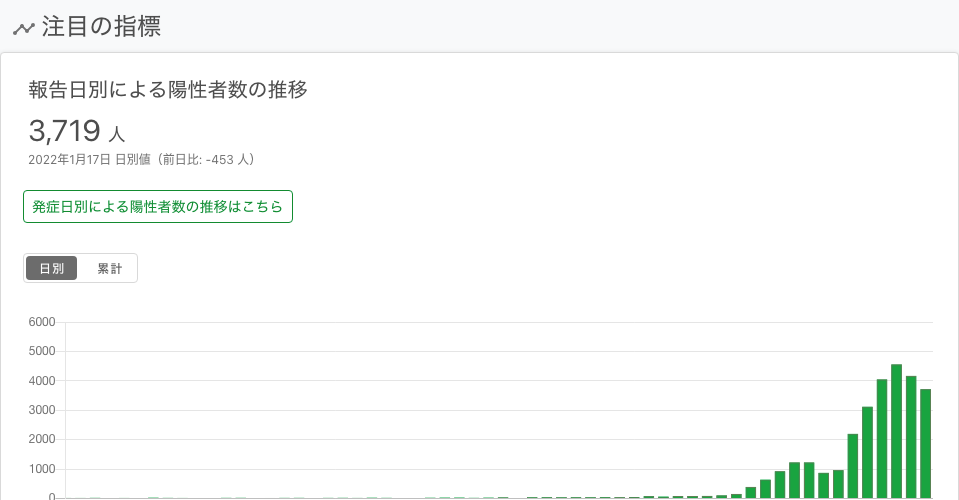 注目の指標
報告日別による陽性者数の推移
3,719 人
2022年1月17日 日別値（前日比: -453 人）
発症日別による陽性者数の推移はこちら
日別 累計
6000
5000
4000
3000
2000
1000
0